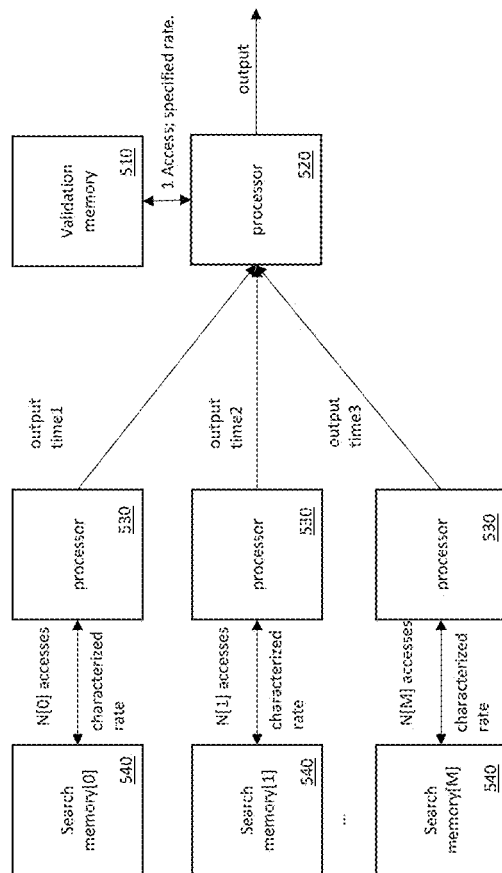 Validation
memory
510
1 Access; specified rate.
processor
520
output
output
time1
output
time2
output
time3
processor
530
processor
530
processor
530
N[0] accesses
characterized
rate
N[1] accesses
characterized
rate
N[M] accesses
characterized
rate
Search
memory[0]
540
Search
memory[1]
540
...
Search
memory[M]
540